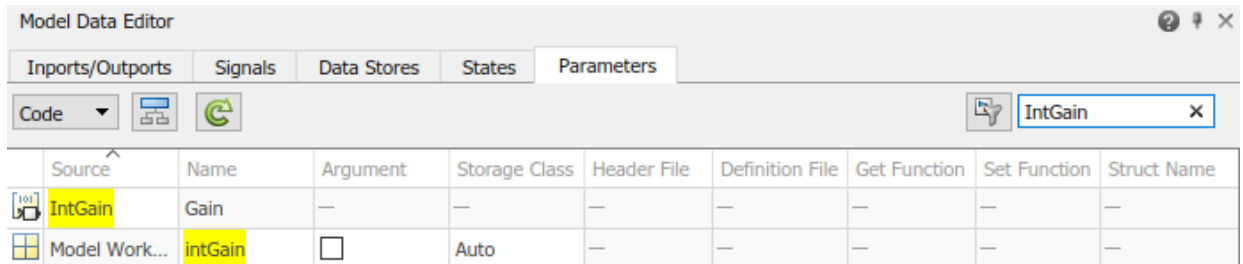 Model Data Editor
Inports/Outports Signals Data Stores States Parameters
Code IntGain
Source Name Argument Storage Class Header File Definition File Get Function Set Function Struct Name
IntGain Gain — — — — — — —
Model Work... intGain Auto — — — — —